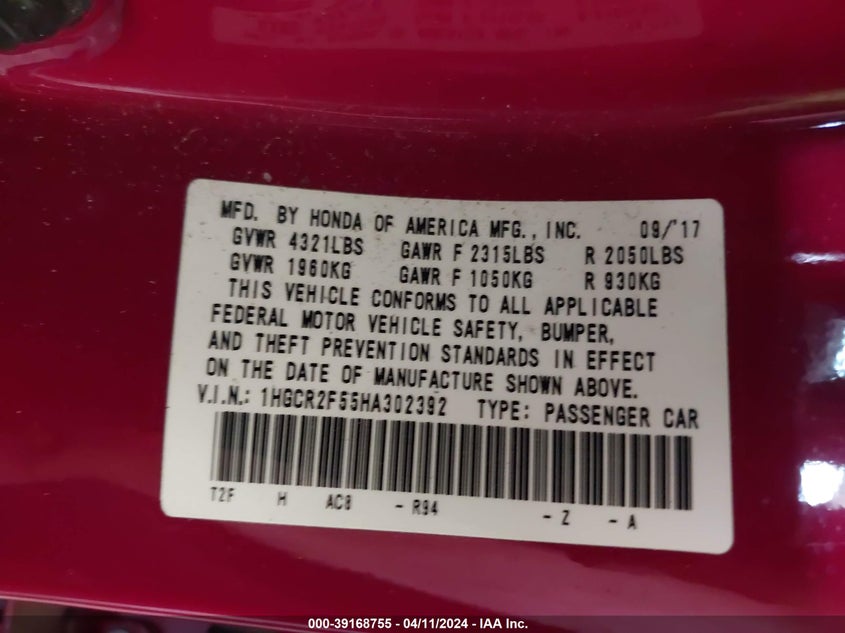 MFD. BY HONDA OF AMERICA MFG., INC. 09/'17
GVWR 4321LBS GAWR F 2315LBS R 2050LBS
GVWR 1960KG GAWR F 1050KG R 930KG
THIS VEHICLE CONFORMS TO ALL APPLICABLE
FEDERAL MOTOR VEHICLE SAFETY, BUMPER,
AND THEFT PREVENTION STANDARDS IN EFFECT
ON THE DATE OF MANUFACTURE SHOWN ABOVE.
V.I.N.: 1HGCR2F55HA302392 TYPE: PASSENGER CAR
T2F H AC8 - R94 - Z - A
000-39168755 - 04/11/2024 - IAA Inc.